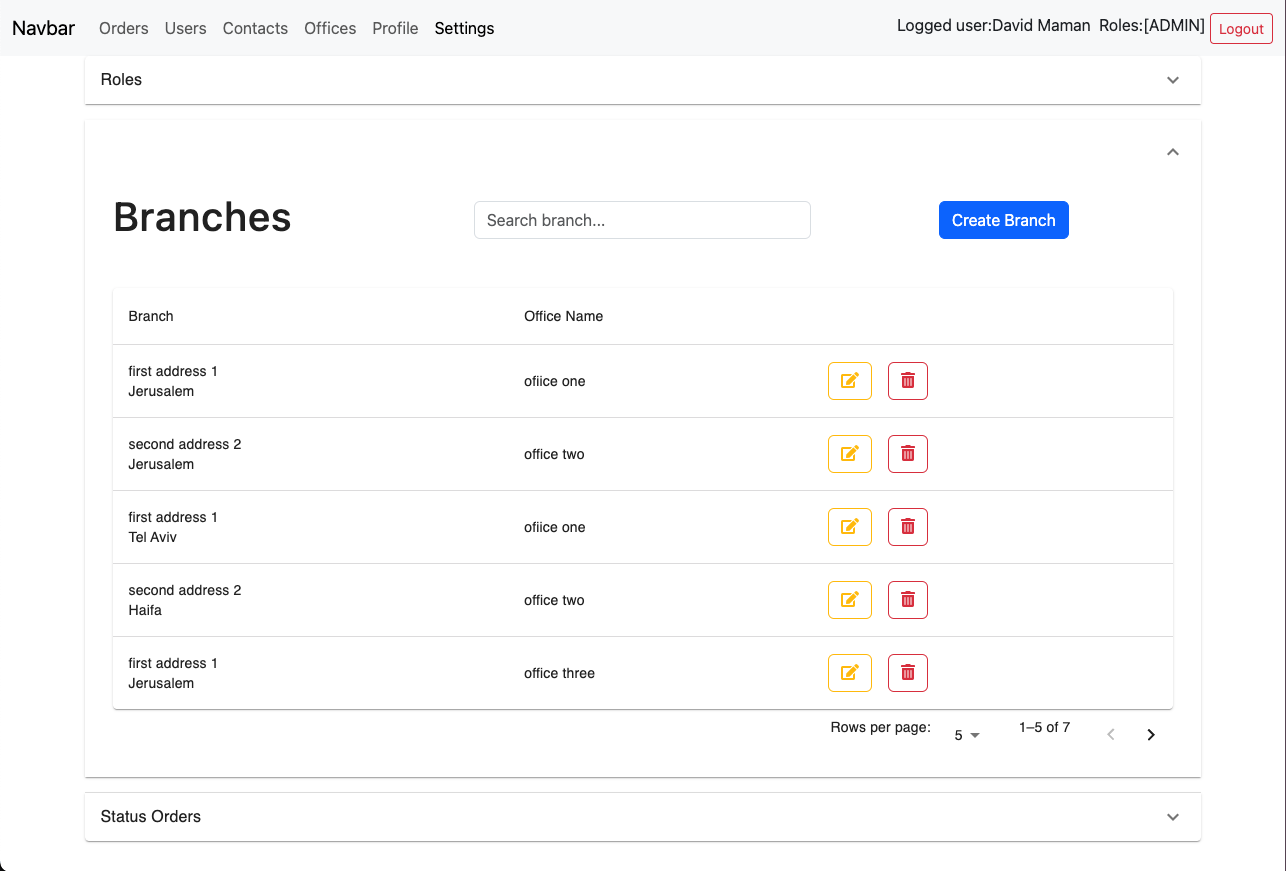 Navbar Orders Users Contacts Offices Profile Settings Logged user:David Maman Roles:[ADMIN] Logout
Roles
Branches Search branch... Create Branch
Branch Office Name
first address 1
Jerusalem
ofiice one
second address 2
Jerusalem
office two
first address 1
Tel Aviv
ofiice one
second address 2
Haifa
office two
first address 1
Jerusalem
office three
Rows per page: 5 1–5 of 7
Status Orders